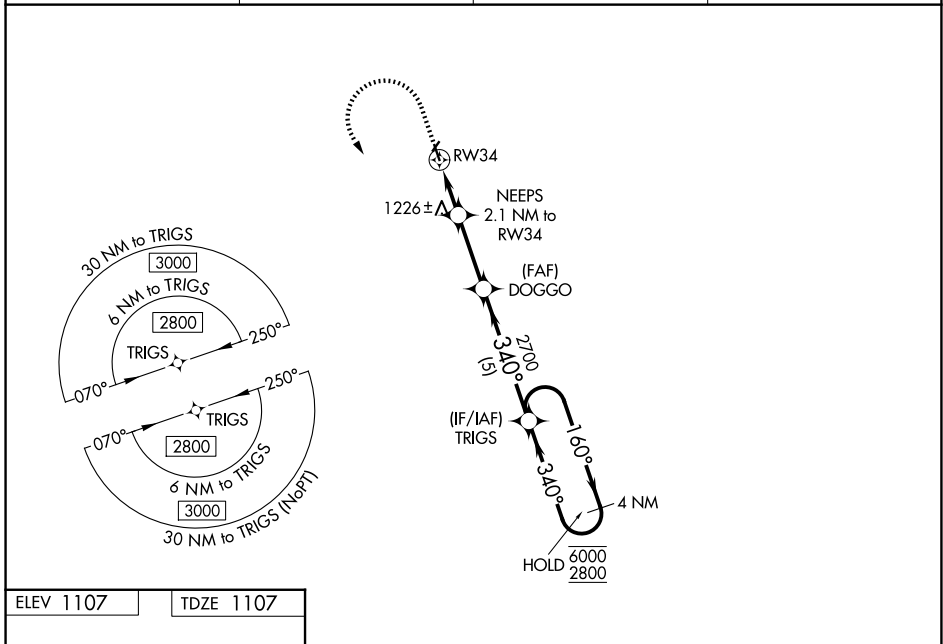 RW34
1226±
NEEPS
2.1 NM to
RW34
(FAF)
DOGGO
2700
340°
(5)
(IF/IAF)
TRIGS
160°
340°
4 NM
HOLD
6000
2800
30 NM to TRIGS
3000
6 NM to TRIGS
2800
TRIGS
250°
070°
250°
TRIGS
070°
2800
6 NM to TRIGS
3000
30 NM to TRIGS (NoPT)
ELEV 1107
TDZE 1107